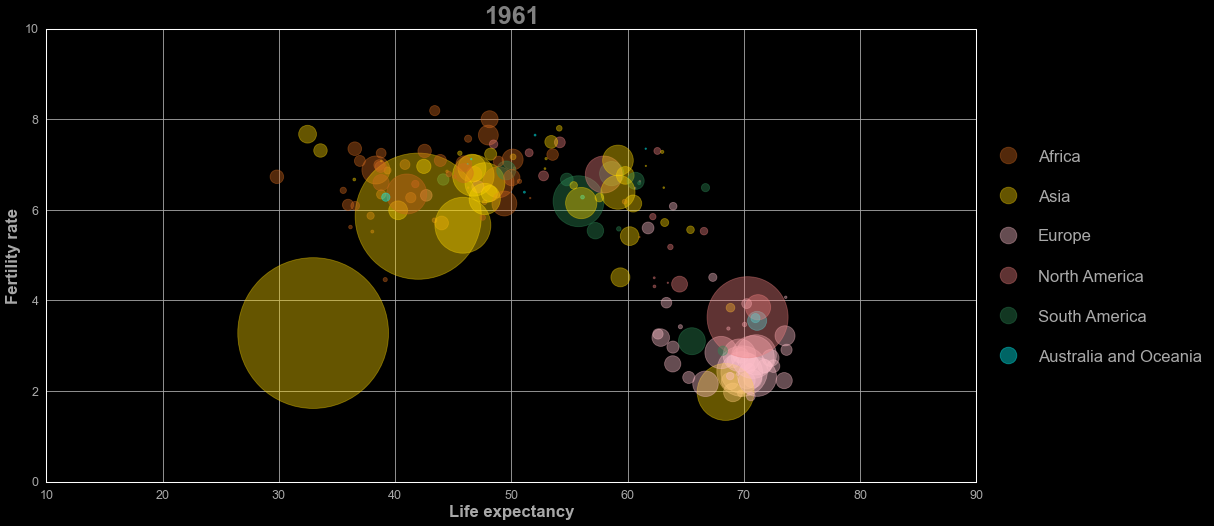 1961
10
8
6
4
2
0
10 20 30 40 50 60 70 80 90
Fertility rate
Life expectancy
Africa
Asia
Europe
North America
South America
Australia and Oceania